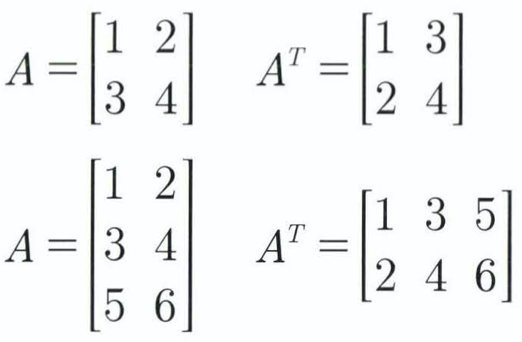 A = [1 2; 3 4] A^T = [1 3; 2 4]
A = [1 2; 3 4; 5 6] A^T = [1 3 5; 2 4 6]